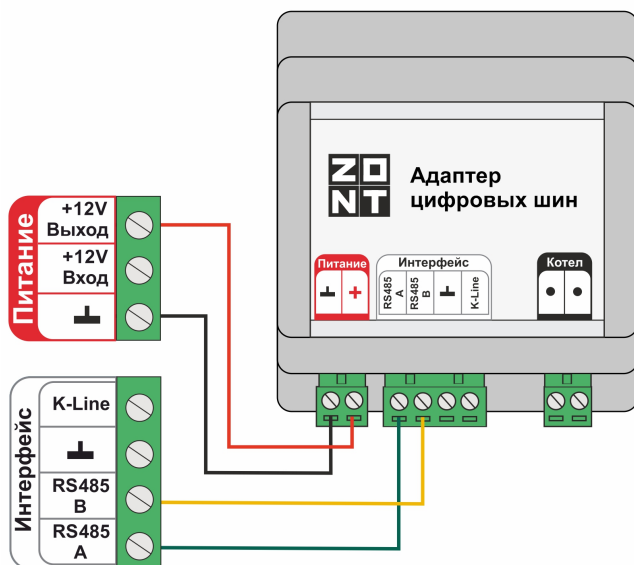 ZO
NT
Адаптер
цифровых шин
Питание
+
Интерфейс
RS485
A
RS485
B
K-Line
Котел
Питание
+12V
Выход
+12V
Вход
Интерфейс
K-Line
RS485
B
RS485
A